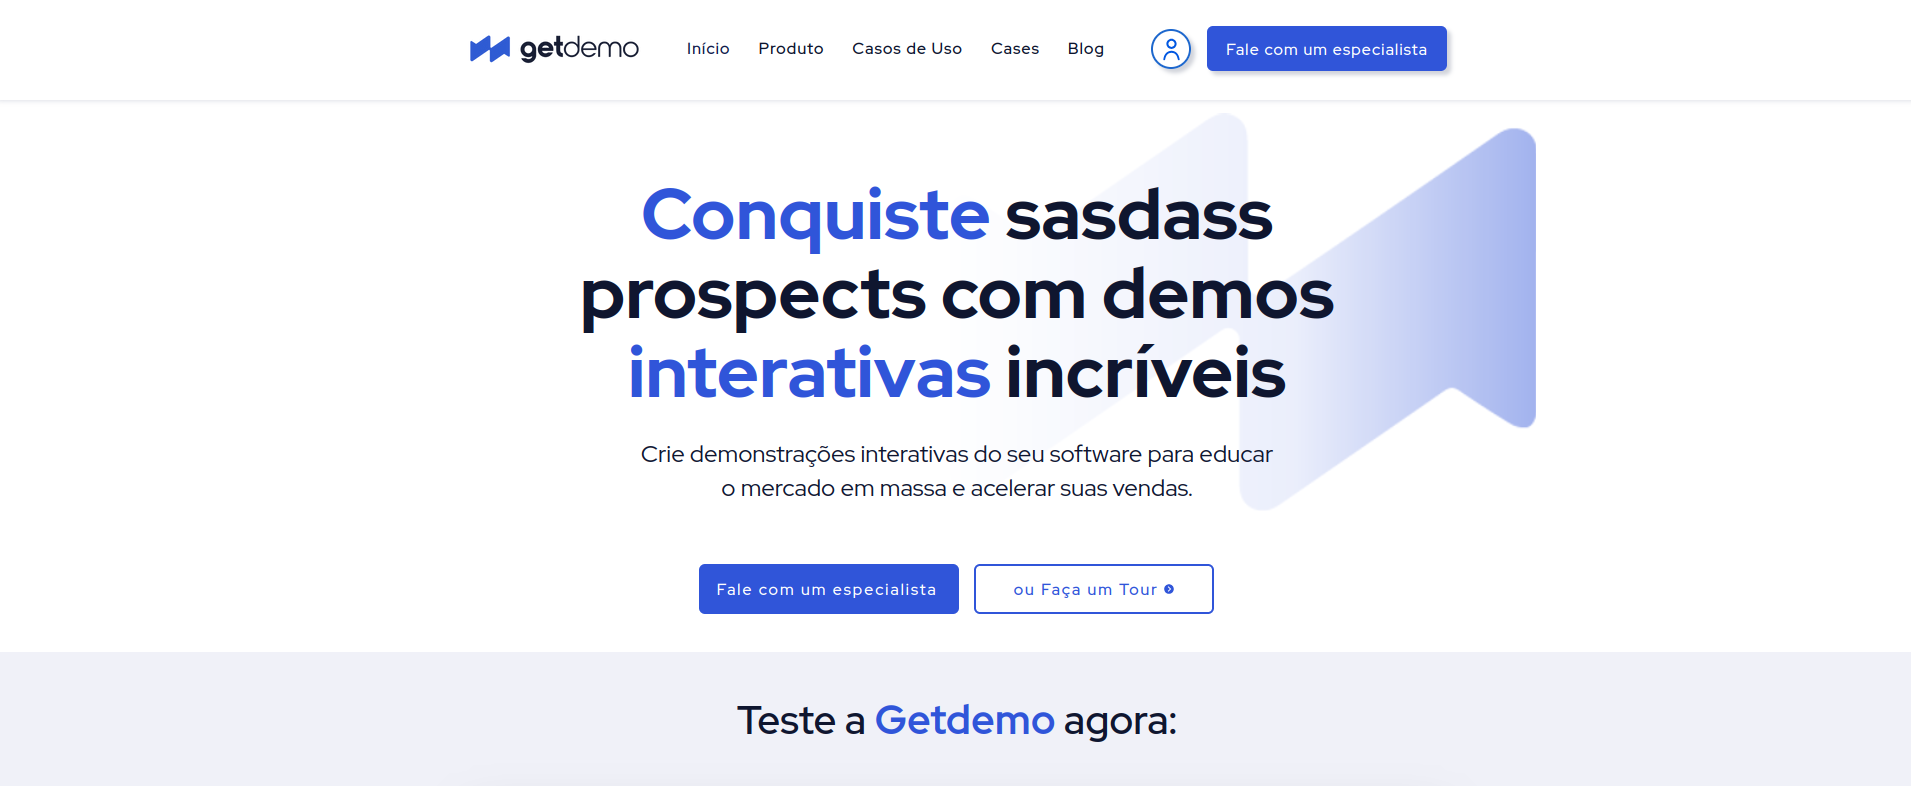 getdemo
Início Produto Casos de Uso Cases Blog
Fale com um especialista
Conquiste sasdass
prospects com demos
interativas incríveis
Crie demonstrações interativas do seu software para educar
o mercado em massa e acelerar suas vendas.
Fale com um especialista
ou Faça um Tour
Teste a Getdemo agora: